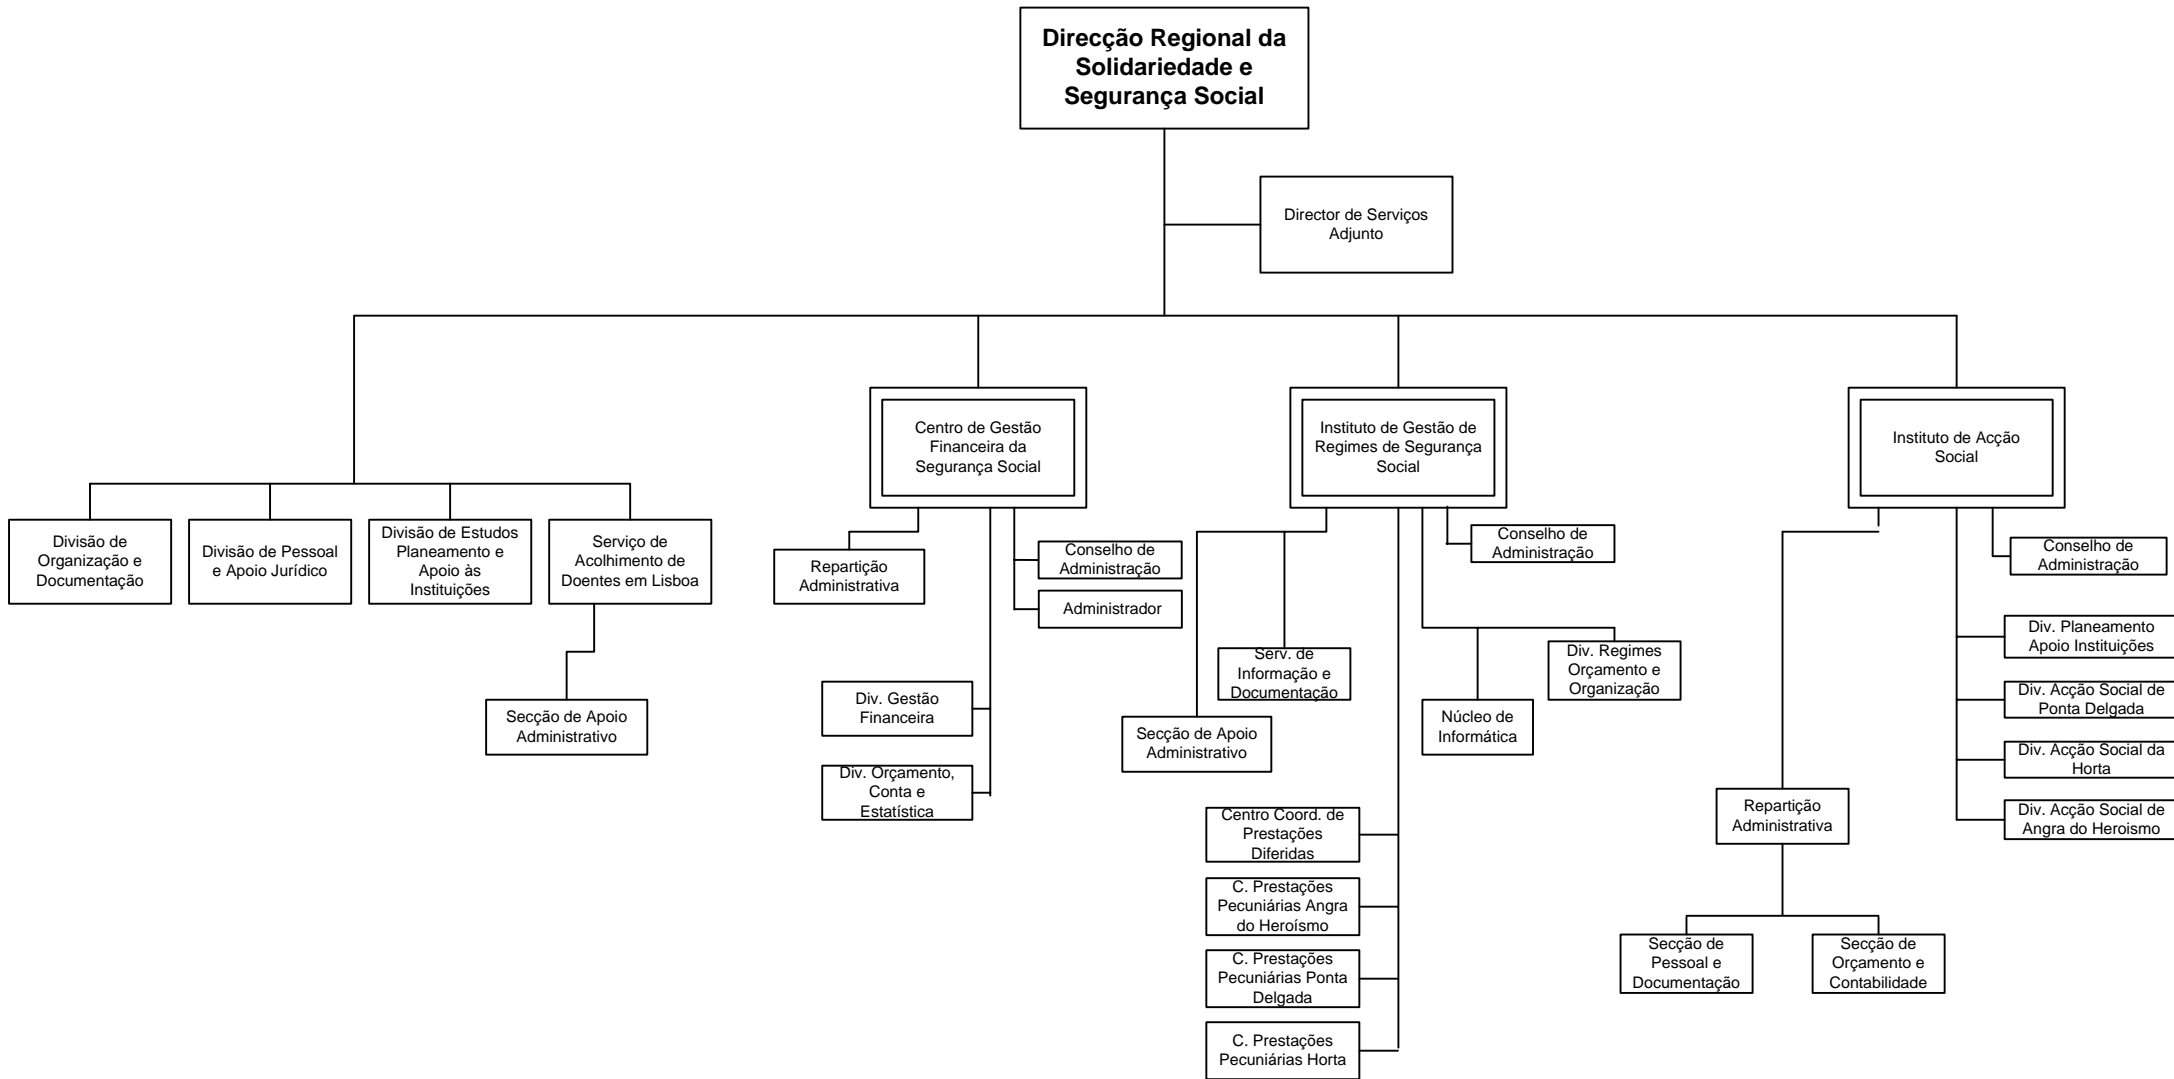 Direcção Regional da
Solidariedade e
Segurança Social
Director de Serviços
Adjunto
Centro de Gestão
Financeira da
Segurança Social
Instituto de Gestão de
Regimes de Segurança
Social
Instituto de Acção
Social
Divisão de
Organização e
Documentação
Divisão de Pessoal
e Apoio Jurídico
Divisão de Estudos
Planeamento e
Apoio às
Instituições
Serviço de
Acolhimento de
Doentes em Lisboa
Secção de Apoio
Administrativo
Repartição
Administrativa
Conselho de
Administração
Administrador
Div. Gestão
Financeira
Div. Orçamento,
Conta e
Estatística
Conselho de
Administração
Serv. de
Informação e
Documentação
Secção de Apoio
Administrativo
Div. Regimes
Orçamento e
Organização
Núcleo de
Informática
Centro Coord. de
Prestações
Diferidas
C. Prestações
Pecuniárias Angra
do Heroísmo
C. Prestações
Pecuniárias Ponta
Delgada
C. Prestações
Pecuniárias Horta
Conselho de
Administração
Div. Planeamento
Apoio Instituições
Div. Acção Social de
Ponta Delgada
Div. Acção Social da
Horta
Div. Acção Social de
Angra do Heroismo
Repartição
Administrativa
Secção de
Pessoal e
Documentação
Secção de
Orçamento e
Contabilidade